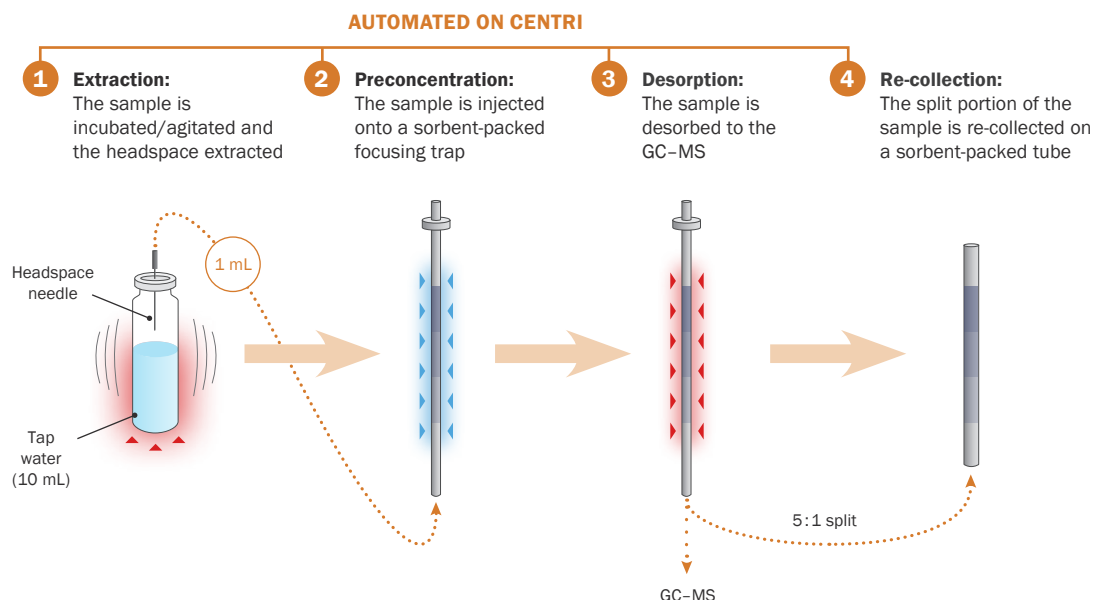 AUTOMATED ON CENTRI
1
Extraction:
The sample is
incubated/agitated and
the headspace extracted
2
Preconcentration:
The sample is injected
onto a sorbent-packed
focusing trap
3
Desorption:
The sample is
desorbed to the
GC–MS
4
Re-collection:
The split portion of the
sample is re-collected on
a sorbent-packed tube
Headspace
needle
1 mL
Tap
water
(10 mL)
5:1 split
GC–MS